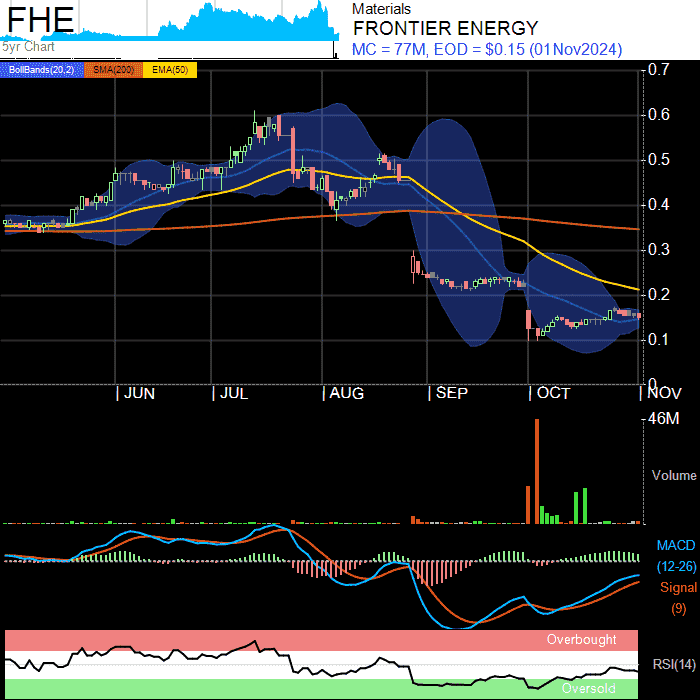 FHE
5yr Chart
Materials
FRONTIER ENERGY
MC = 77M, EOD = $0.15 (01Nov2024)
BollBands(20,2) SMA(200) EMA(50)
0.7
0.6
0.5
0.4
0.3
0.2
0.1
0
JUN JUL AUG SEP OCT NOV
46M
Volume
MACD
(12-26)
Signal
(9)
Overbought
RSI(14)
Oversold